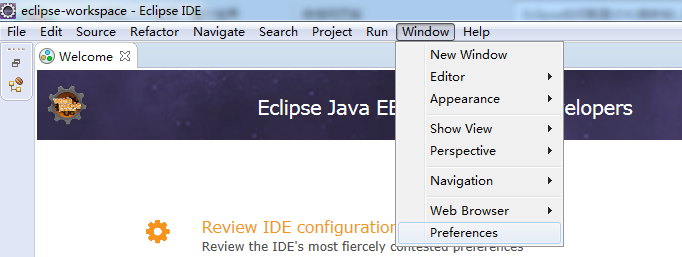 eclipse-workspace - Eclipse IDE
File Edit Source Refactor Navigate Search Project Run Window Help
Welcome
New Window
Editor
Appearance
Show View
Perspective
Navigation
Web Browser
Preferences
Eclipse Java EE elopers
Review IDE configuration
Review the IDE's most fiercely contested preferences